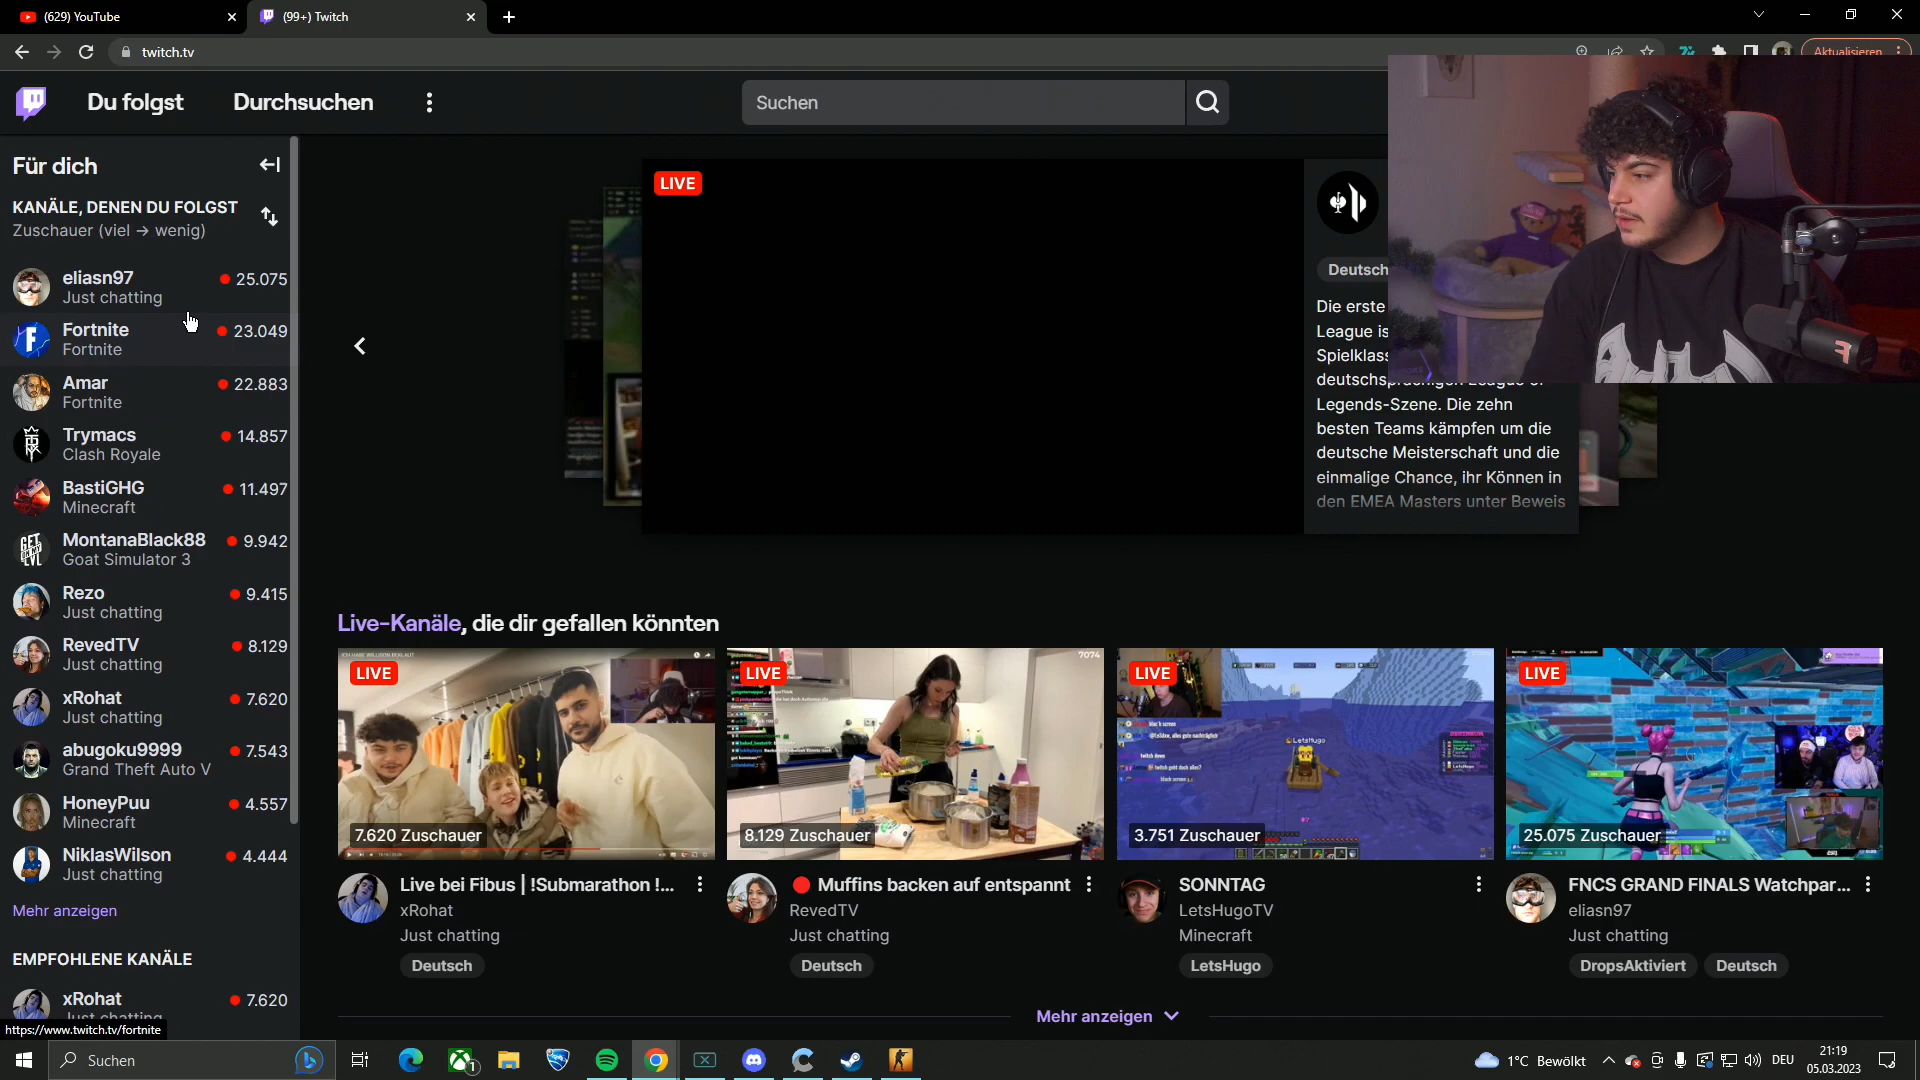 (629) YouTube
(99+) Twitch
twitch.tv
Aktualisieren
Du folgst
Durchsuchen
Suchen
Für dich
KANÄLE, DENEN DU FOLGST
Zuschauer (viel → wenig)
eliasn97
25.075
Just chatting
Fortnite
23.049
Fortnite
Amar
22.883
Fortnite
Trymacs
14.857
Clash Royale
BastiGHG
11.497
Minecraft
MontanaBlack88
9.942
Goat Simulator 3
Rezo
9.415
Just chatting
RevedTV
8.129
Just chatting
xRohat
7.620
Just chatting
abugoku9999
7.543
Grand Theft Auto V
HoneyPuu
4.557
Minecraft
NiklasWilson
4.444
Just chatting
Mehr anzeigen
EMPFOHLENE KANÄLE
xRohat
7.620
Just chatting
https://www.twitch.tv/fortnite
LIVE
Deutsch
Die erste
League is
Spielklass
Legends-Szene. Die zehn
besten Teams kämpfen um die
deutsche Meisterschaft und die
einmalige Chance, ihr Können in
den EMEA Masters unter Beweis
Live-Kanäle, die dir gefallen könnten
LIVE
7.620 Zuschauer
Live bei Fibus | !Submarathon !...
xRohat
Just chatting
Deutsch
LIVE
7074
8.129 Zuschauer
Muffins backen auf entspannt
RevedTV
Just chatting
Deutsch
LIVE
LetsHugo
3.751 Zuschauer
SONNTAG
LetsHugoTV
Minecraft
LetsHugo
LIVE
25.075 Zuschauer
FNCS GRAND FINALS Watchpar...
eliasn97
Just chatting
DropsAktiviert
Deutsch
Mehr anzeigen
Suchen
1°C Bewölkt
DEU
21:19
05.03.2023